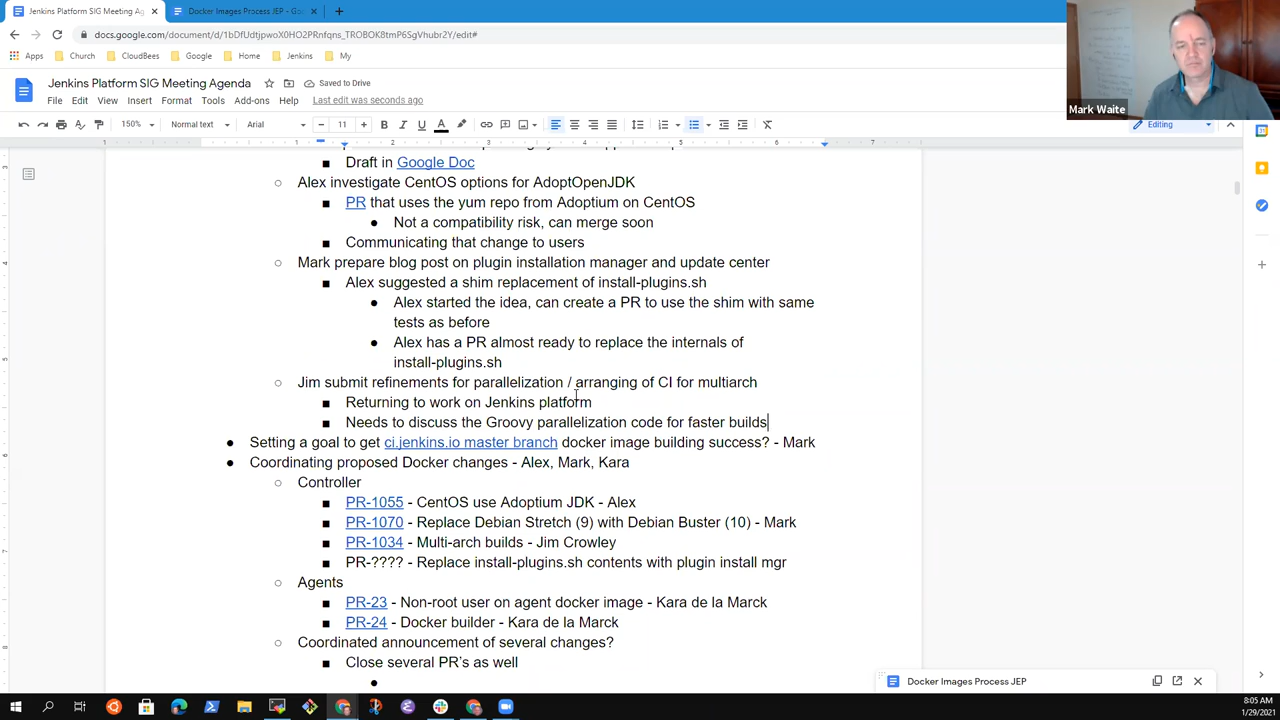 Jenkins Platform SIG Meeting Ag
Docker Images Process JEP - Go
docs.google.com/document/d/1bDfUdtjpwoX0HO2PRnfqns_TROBOK8tmP6SgVhubr2Y/edit#
Apps Church CloudBees Google Home Jenkins My
Jenkins Platform SIG Meeting Agenda Saved to Drive
File Edit View Insert Format Tools Add-ons Help Last edit was seconds ago
150% Normal text Arial 11 Editing
Mark Waite
Draft in Google Doc
Alex investigate CentOS options for AdoptOpenJDK
PR that uses the yum repo from Adoptium on CentOS
Not a compatibility risk, can merge soon
Communicating that change to users
Mark prepare blog post on plugin installation manager and update center
Alex suggested a shim replacement of install-plugins.sh
Alex started the idea, can create a PR to use the shim with same
tests as before
Alex has a PR almost ready to replace the internals of
install-plugins.sh
Jim submit refinements for parallelization / arranging of CI for multiarch
Returning to work on Jenkins platform
Needs to discuss the Groovy parallelization code for faster builds
Setting a goal to get ci.jenkins.io master branch docker image building success? - Mark
Coordinating proposed Docker changes - Alex, Mark, Kara
Controller
PR-1055 - CentOS use Adoptium JDK - Alex
PR-1070 - Replace Debian Stretch (9) with Debian Buster (10) - Mark
PR-1034 - Multi-arch builds - Jim Crowley
PR-???? - Replace install-plugins.sh contents with plugin install mgr
Agents
PR-23 - Non-root user on agent docker image - Kara de la Marck
PR-24 - Docker builder - Kara de la Marck
Coordinated announcement of several changes?
Close several PR's as well
Docker Images Process JEP
8:05 AM
1/29/2021